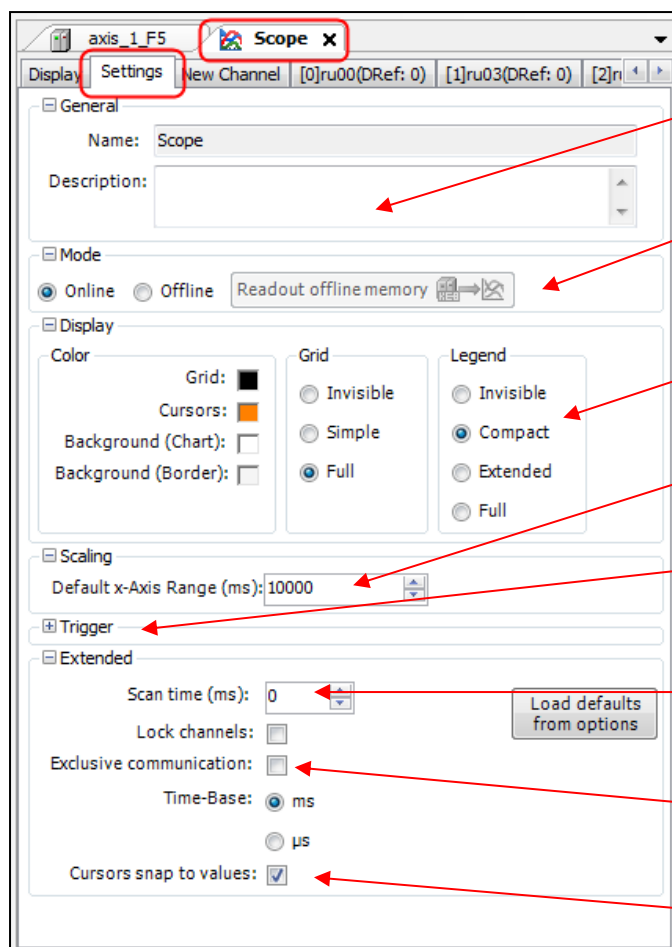 axis_1_F5 Scope x
Display Settings New Channel [0]ru00(DRef: 0) [1]ru03(DRef: 0) [2]r
General
Name: Scope
Description:
Mode
Online Offline Readout offline memory
Display
Color Grid Legend
Grid: Invisible Invisible
Cursors: Simple Compact
Background (Chart): Full Extended
Background (Border): Full
Scaling
Default x-Axis Range (ms): 10000
Trigger
Extended
Scan time (ms): 0 Load defaults
from options
Lock channels:
Exclusive communication:
Time-Base: ms
µs
Cursors snap to values: